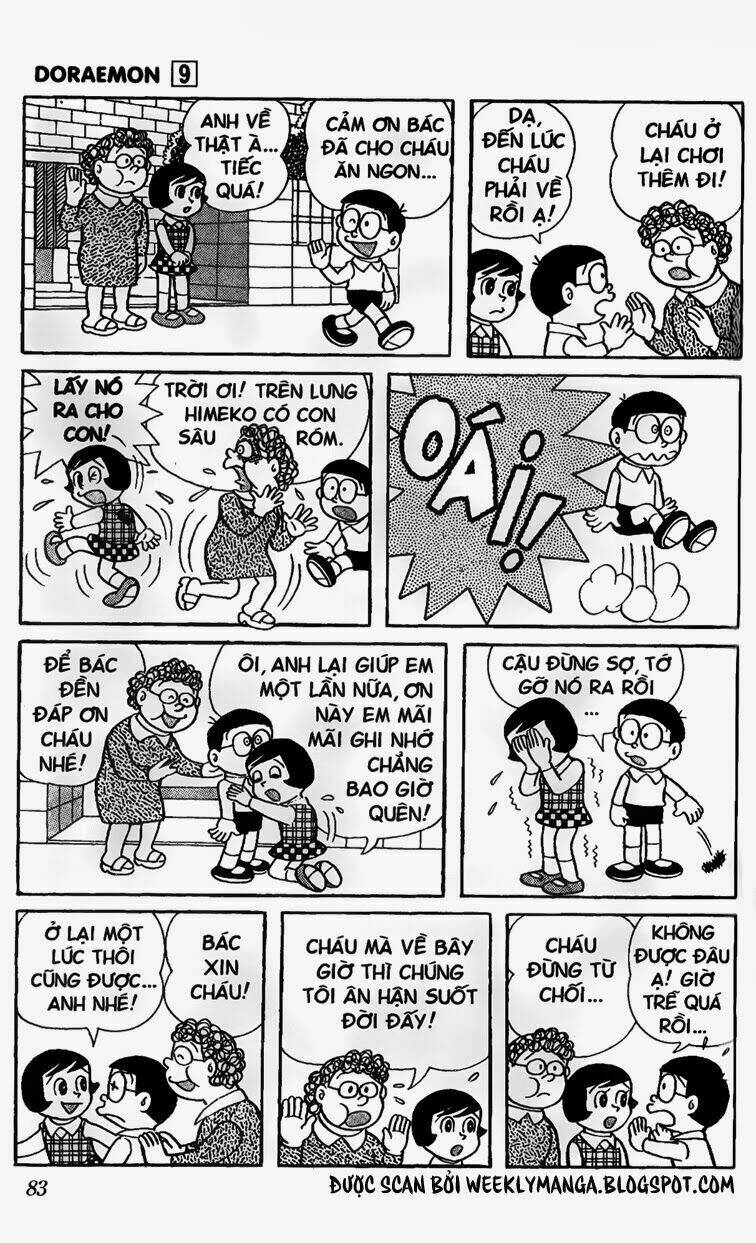 DORAEMON 9
CHÁU Ở
LẠI CHƠI
THÊM ĐI!
DẠ,
ĐẾN LÚC
CHÁU
PHẢI VỀ
RỒI Ạ!
CẢM ƠN BÁC
ĐÃ CHO CHÁU
ĂN NGON...
ANH VỀ
THẬT À...
TIẾC
QUÁ!
OÁI!!
TRỜI ƠI! TRÊN LƯNG
HIMEKO CÓ CON
SÂU RÓM.
LẤY NÓ
RA CHO
CON!
CẬU ĐỪNG SỢ, TỚ
GỠ NÓ RA RỒI
...
ÔI, ANH LẠI GIÚP EM
MỘT LẦN NỮA, ƠN
NÀY EM MÃI
MÃI GHI NHỚ
CHẲNG
BAO GIỜ
QUÊN!
ĐỂ BÁC
ĐỀN
ĐÁP ƠN
CHÁU
NHÉ!
KHÔNG
ĐƯỢC ĐÂU
Ạ! GIỜ
TRỄ QUÁ
RỒI...
CHÁU
ĐỪNG TỪ
CHỐI...
CHÁU MÀ VỀ BÂY
GIỜ THÌ CHÚNG
TÔI ÂN HẬN SUỐT
ĐỜI ĐẤY!
BÁC
XIN
CHÁU!
Ở LẠI MỘT
LÚC THÔI
CŨNG ĐƯỢC...
ANH NHÉ!
83
ĐƯỢC SCAN BỞI WEEKLYMANGA.BLOGSPOT.COM